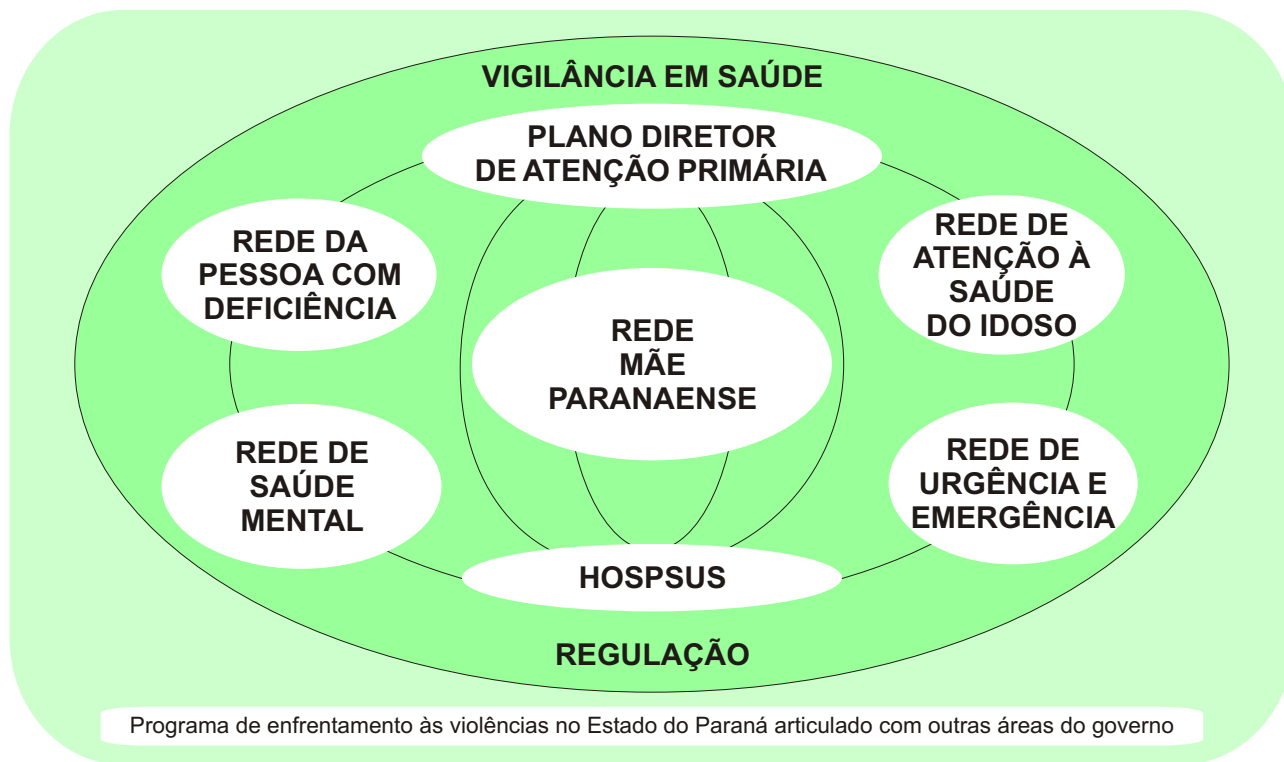 VIGILÂNCIA EM SAÚDE
PLANO DIRETOR
DE ATENÇÃO PRIMÁRIA
REDE DA
PESSOA COM
DEFICIÊNCIA
REDE DE
ATENÇÃO À
SAÚDE
DO IDOSO
REDE
MÃE
PARANAENSE
REDE DE
SAÚDE
MENTAL
REDE DE
URGÊNCIA E
EMERGÊNCIA
HOSPSUS
REGULAÇÃO
Programa de enfrentamento às violências no Estado do Paraná articulado com outras áreas do governo